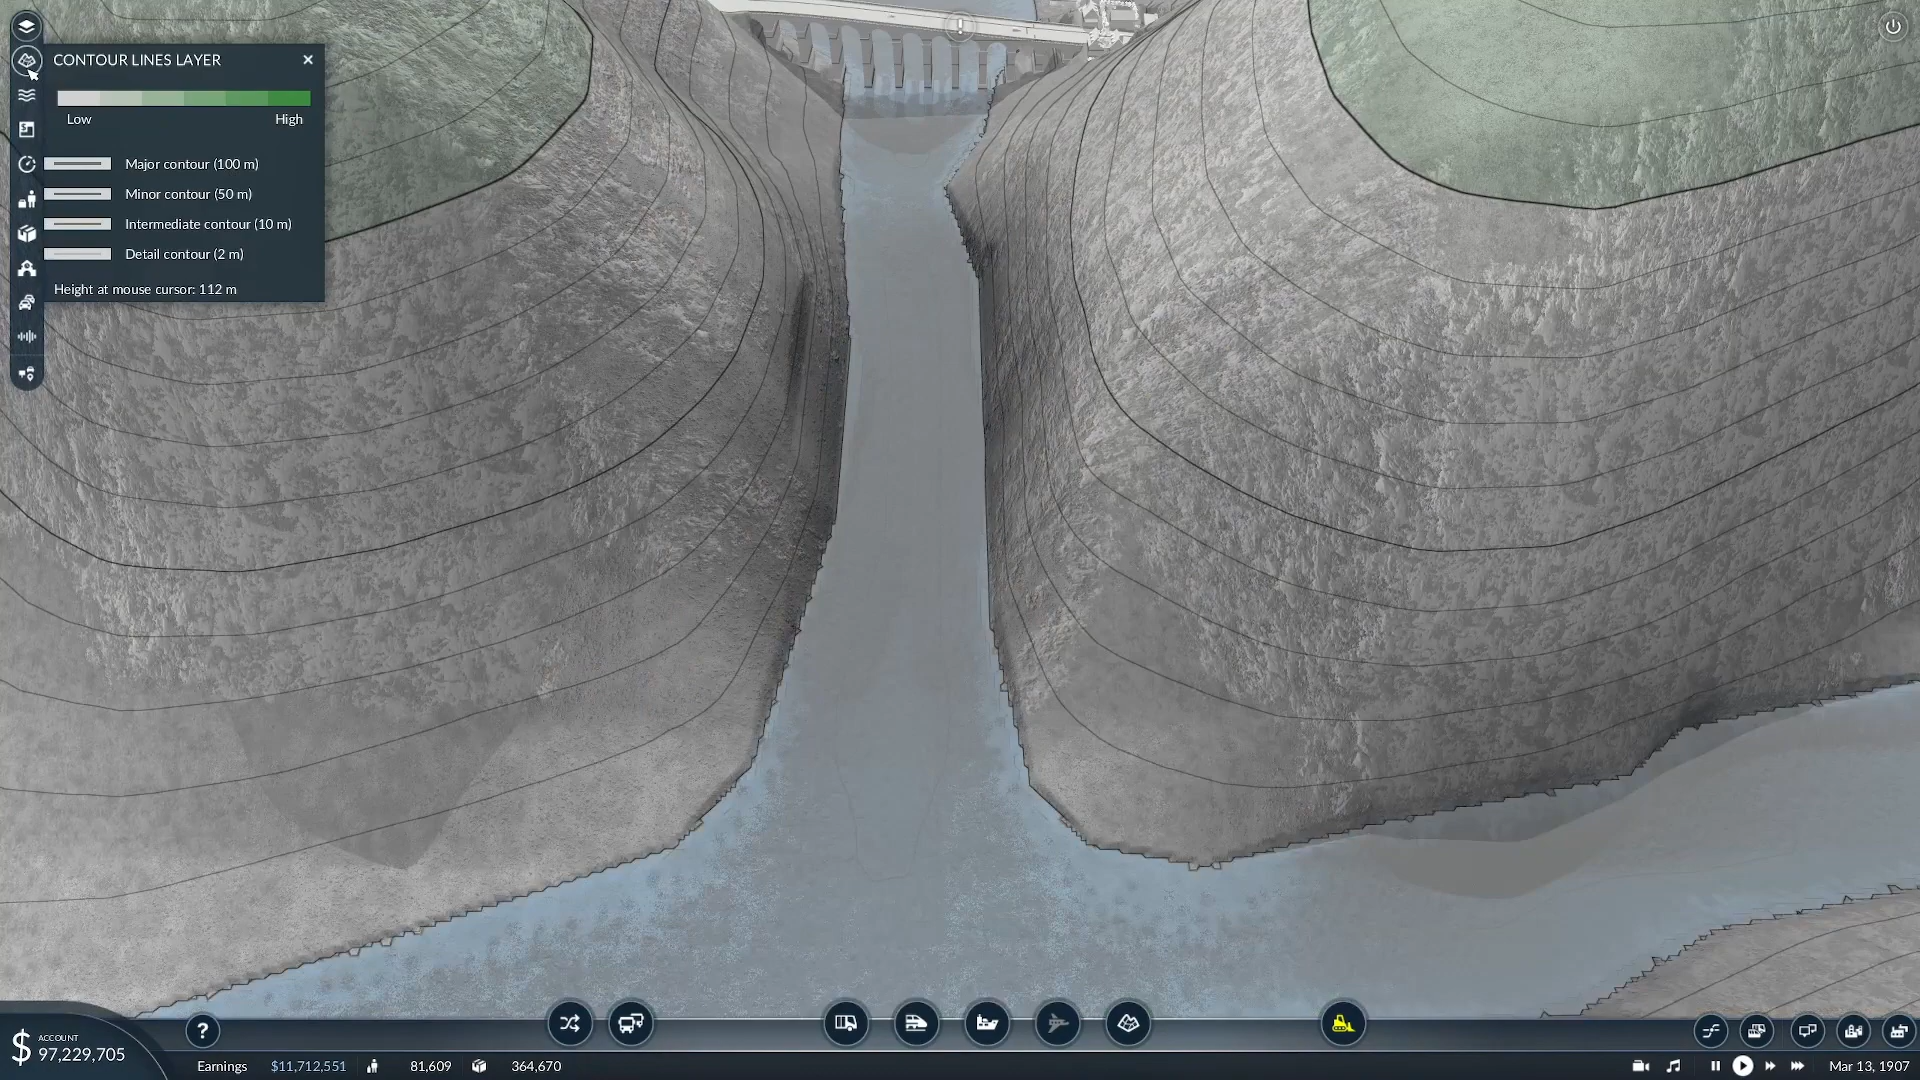 CONTOUR LINES LAYER
Low High
Major contour (100 m)
Minor contour (50 m)
Intermediate contour (10 m)
Detail contour (2 m)
Height at mouse cursor: 112 m
?
$ ACCOUNT
97,229,705
Earnings $11,712,551 81,609 364,670 Mar 13, 1907